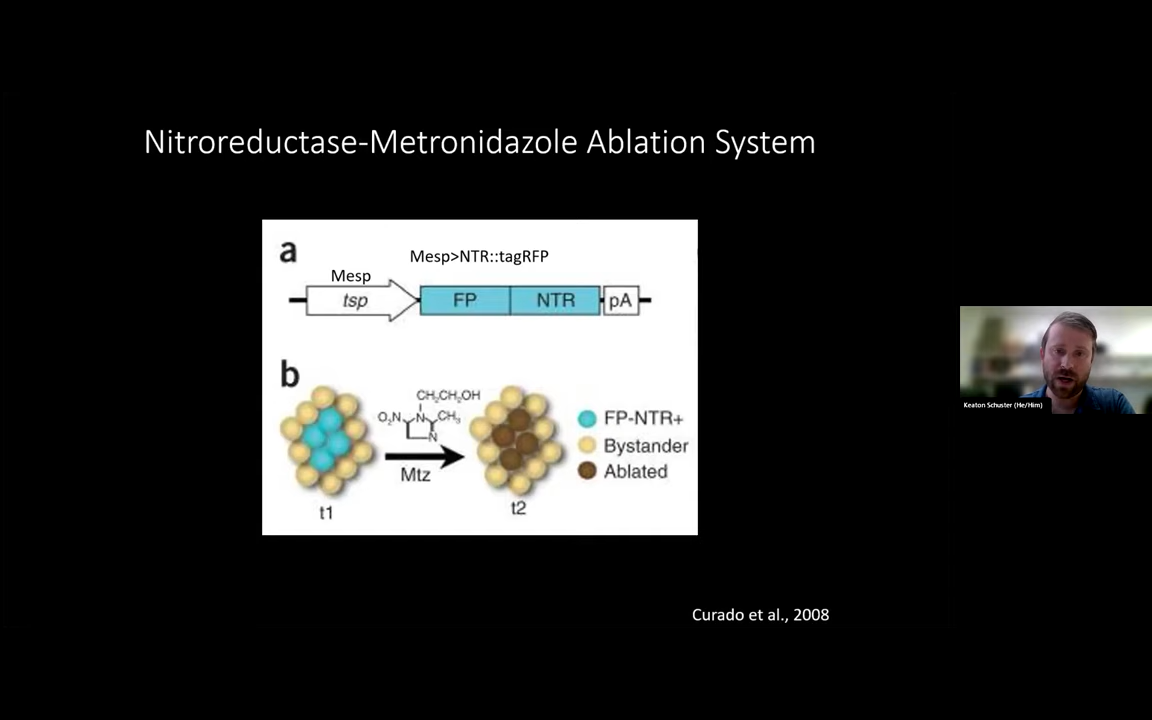 Nitroreductase-Metronidazole Ablation System
a
Mesp>NTR::tagRFP
Mesp
tsp
FP
NTR
pA
b
CH₂CH₂OH
O₂N
N
CH₃
N
Mtz
t1
t2
FP-NTR+
Bystander
Ablated
Keaton Schuster (He/Him)
Curado et al., 2008